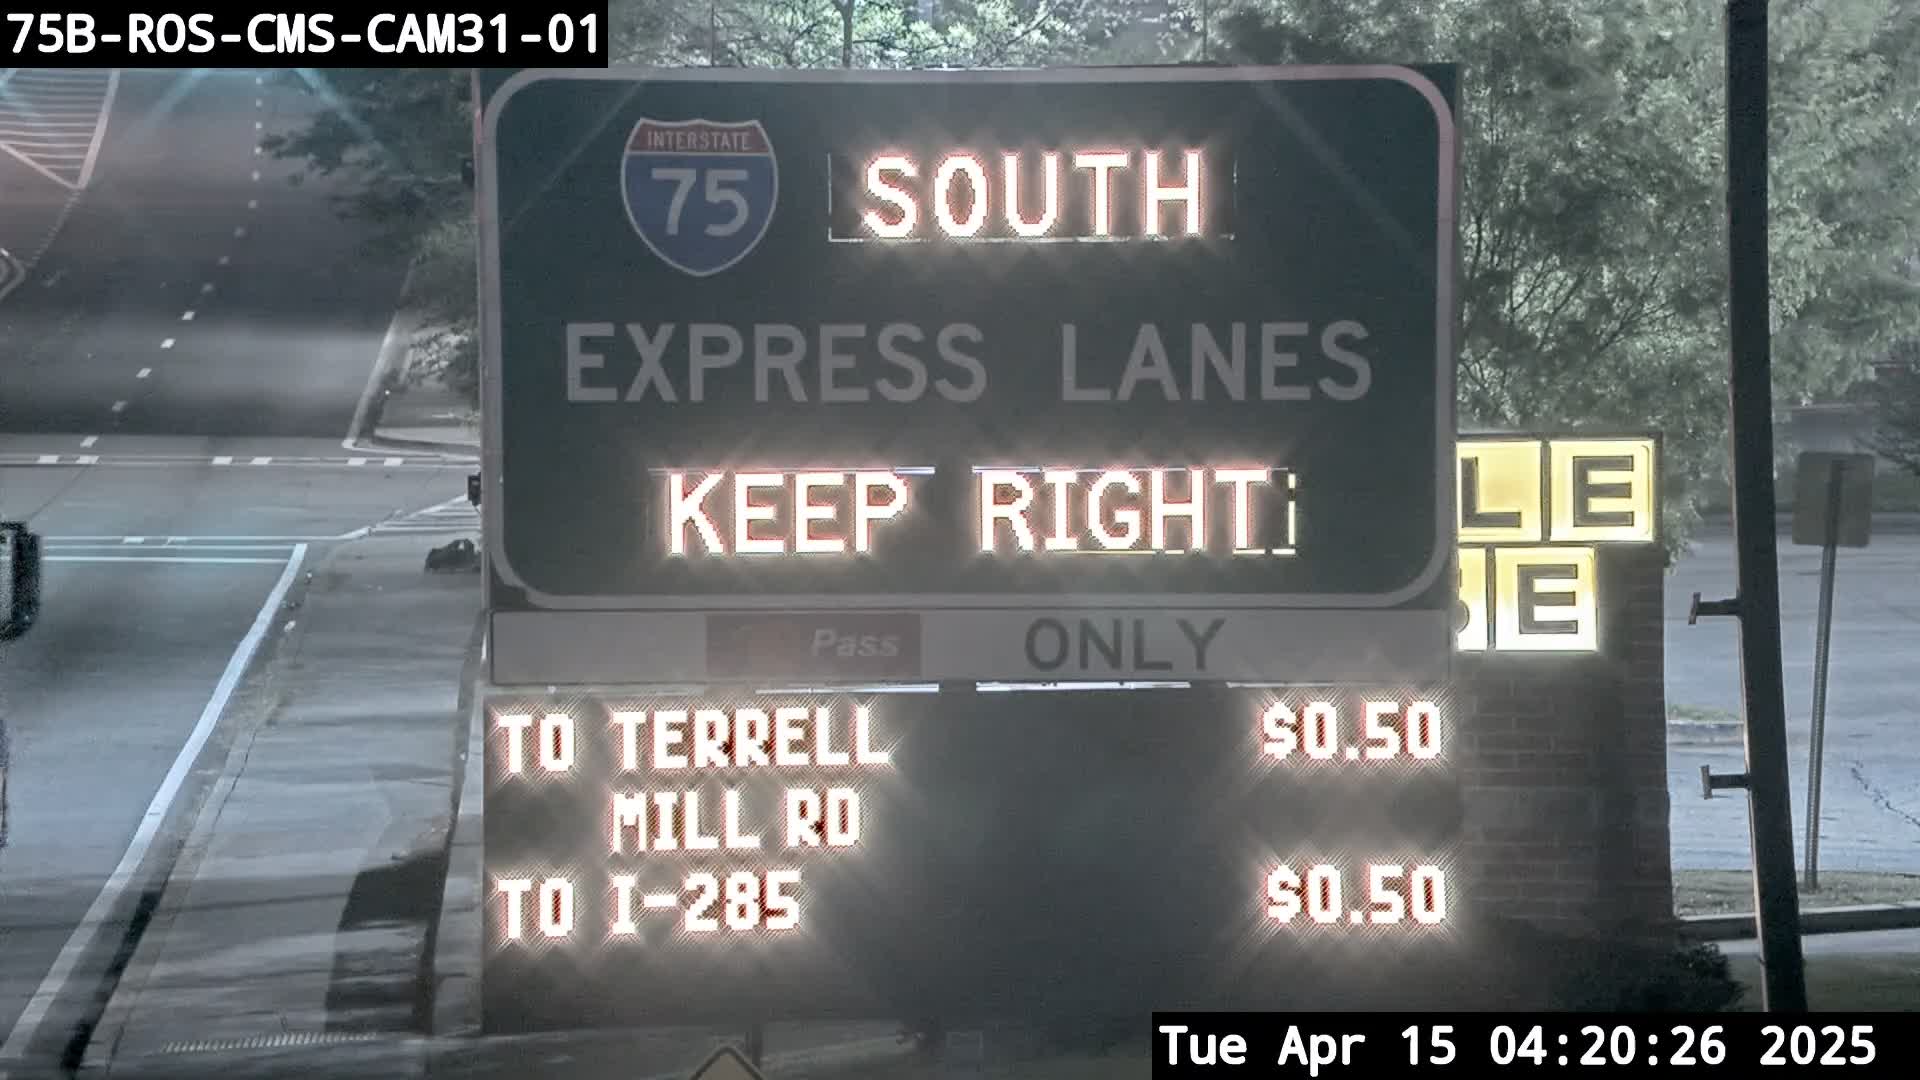 75B-ROS-CMS-CAM31-01
INTERSTATE
75
SOUTH
EXPRESS LANES
KEEP RIGHT
Pass
ONLY
LE
E
TO TERRELL
MILL RD
$0.50
TO I-285
$0.50
Tue Apr 15 04:20:26 2025